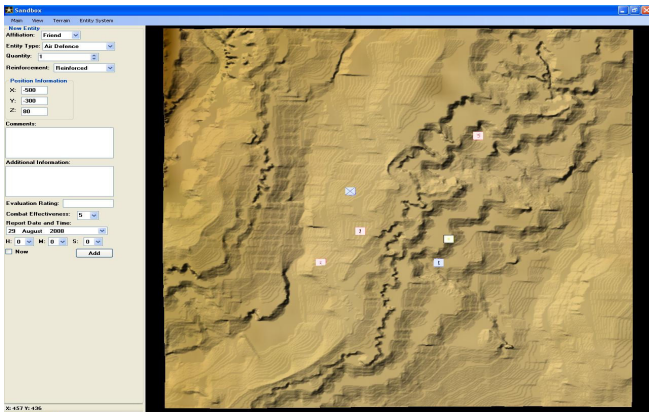 Sandbox
Main View Terrain Entity System
New Entity
Affiliation: Friend
Entity Type: Air Defence
Quantity: 1
Reinforcement: Reinforced
Position Information
X: -500
Y: -300
Z: 80
Comments:
Additional Information:
Evaluation Rating:
Combat Effectiveness: 5
Report Date and Time:
29 August 2008
H: 0 M: 0 S: 0
Now Add
X: 457 Y: 436